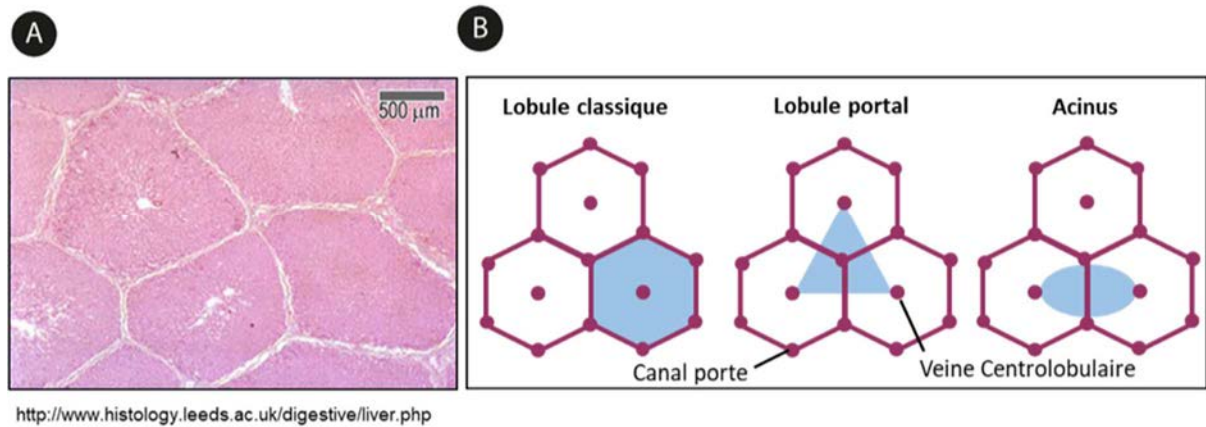 A
B
500 µm
Lobule classique
Lobule portal
Acinus
Canal porte
Veine Centrolobulaire
http://www.histology.leeds.ac.uk/digestive/liver.php